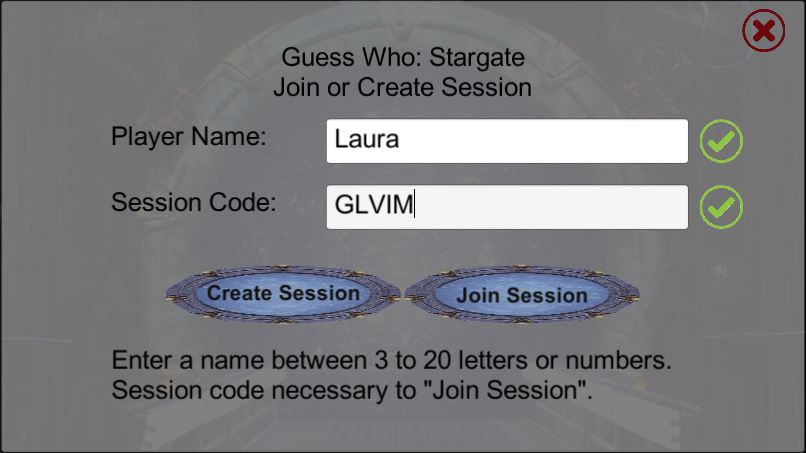 Guess Who: Stargate
Join or Create Session
Player Name:
Laura
Session Code:
GLVIM
Create Session
Join Session
Enter a name between 3 to 20 letters or numbers.
Session code necessary to "Join Session".